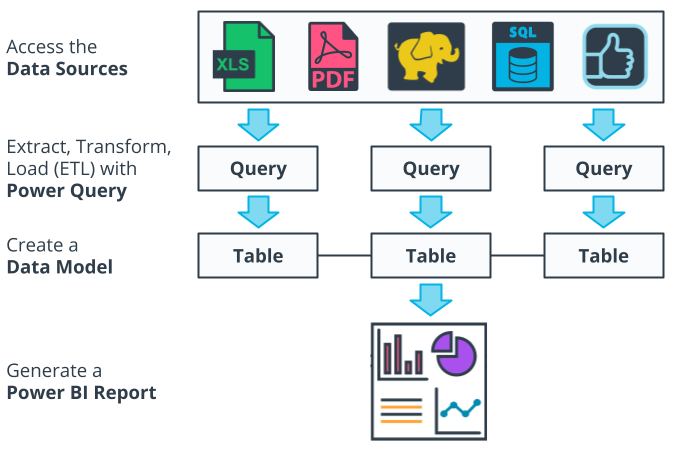 Access the
Data Sources
XLS
PDF
SQL
Extract, Transform,
Load (ETL) with
Power Query
Query
Query
Query
Create a
Data Model
Table
Table
Table
Generate a
Power BI Report